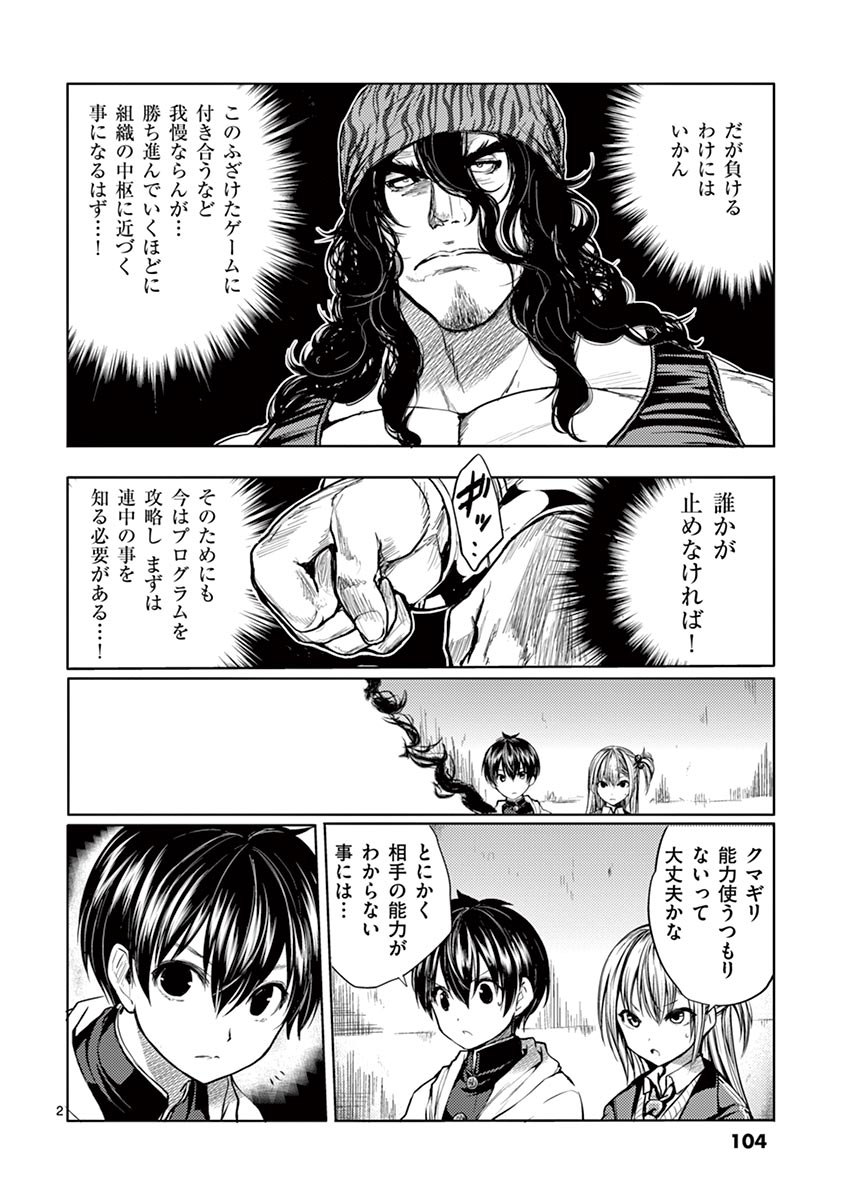 だが負ける
わけには
いかん
このふざけたゲームに
付き合うなど
我慢ならんが…
勝ち進んでいくほどに
組織の中枢に近づく
事になるはず…！
誰かが
止めなければ！
ギッ…
そのためにも
今はプログラムを
攻略し まずは
連中の事を
知る必要がある…！
クマギリ
能力使うつもり
ないって
大丈夫かな
とにかく
相手の能力が
わからない
事には…
2
104